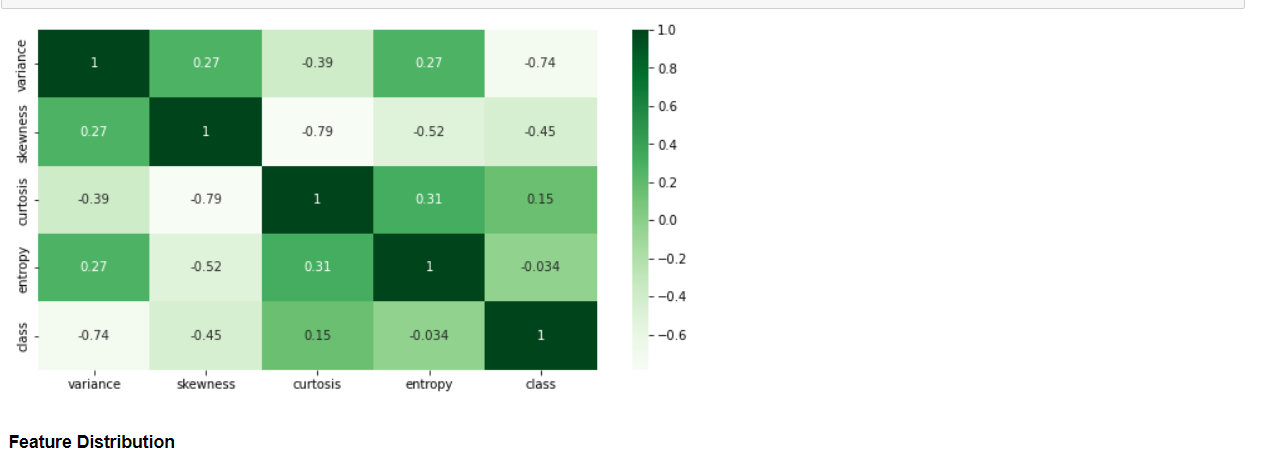 variance 1 0.27 -0.39 0.27 -0.74
skewness 0.27 1 -0.79 -0.52 -0.45
curtosis -0.39 -0.79 1 0.31 0.15
entropy 0.27 -0.52 0.31 1 -0.034
class -0.74 -0.45 0.15 -0.034 1
variance skewness curtosis entropy class
1.0
0.8
0.6
0.4
0.2
0.0
−0.2
−0.4
−0.6
Feature Distribution